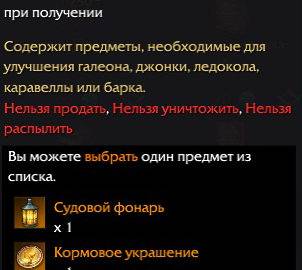 при получении
Содержит предметы, необходимые для
улучшения галеона, джонки, ледокола,
каравеллы или барка.
Нельзя продать, Нельзя уничтожить, Нельзя
распылить
Вы можете выбрать один предмет из
списка.
Судовой фонарь
x 1
Кормовое украшение